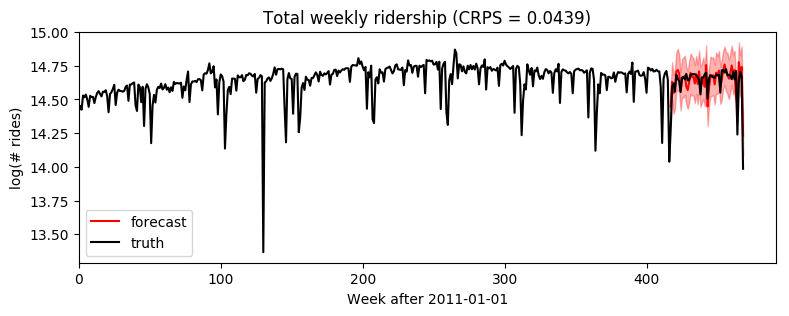 Total weekly ridership (CRPS = 0.0439)
15.00
14.75
14.50
14.25
14.00
13.75
13.50
log(# rides)
forecast
truth
0 100 200 300 400
Week after 2011-01-01